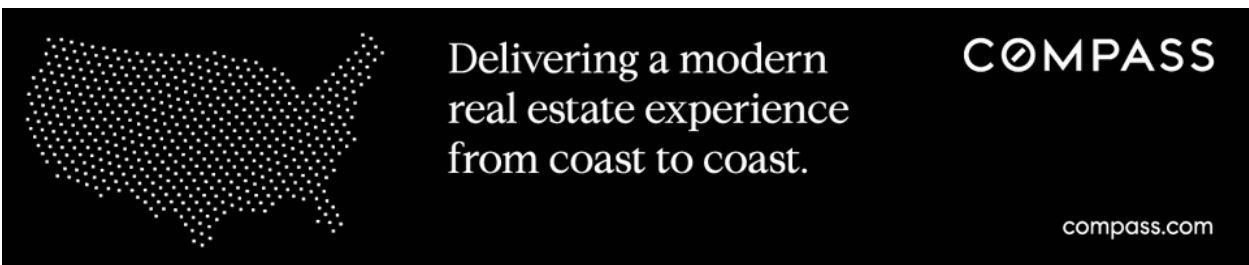 Delivering a modern
real estate experience
from coast to coast.
COMPASS
compass.com